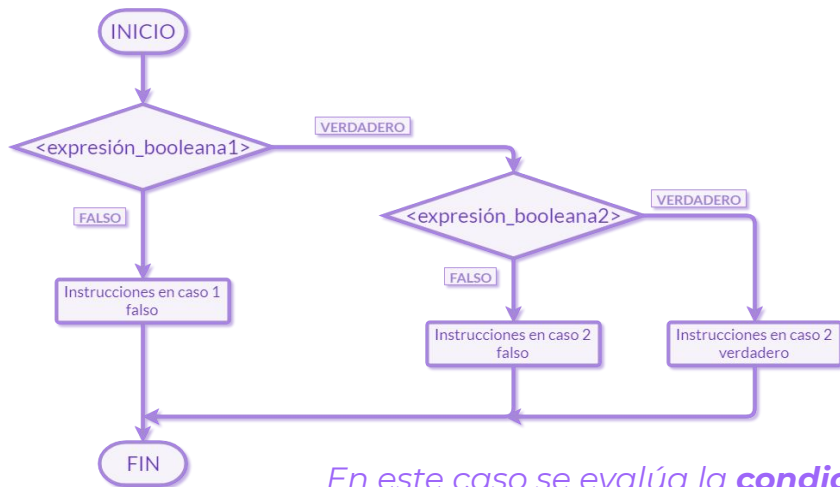 INICIO
<expresión_booleana1>
VERDADERO
FALSO
<expresión_booleana2>
VERDADERO
FALSO
Instrucciones en caso 1
falso
Instrucciones en caso 2
falso
Instrucciones en caso 2
verdadero
FIN
En este caso se evalúa la